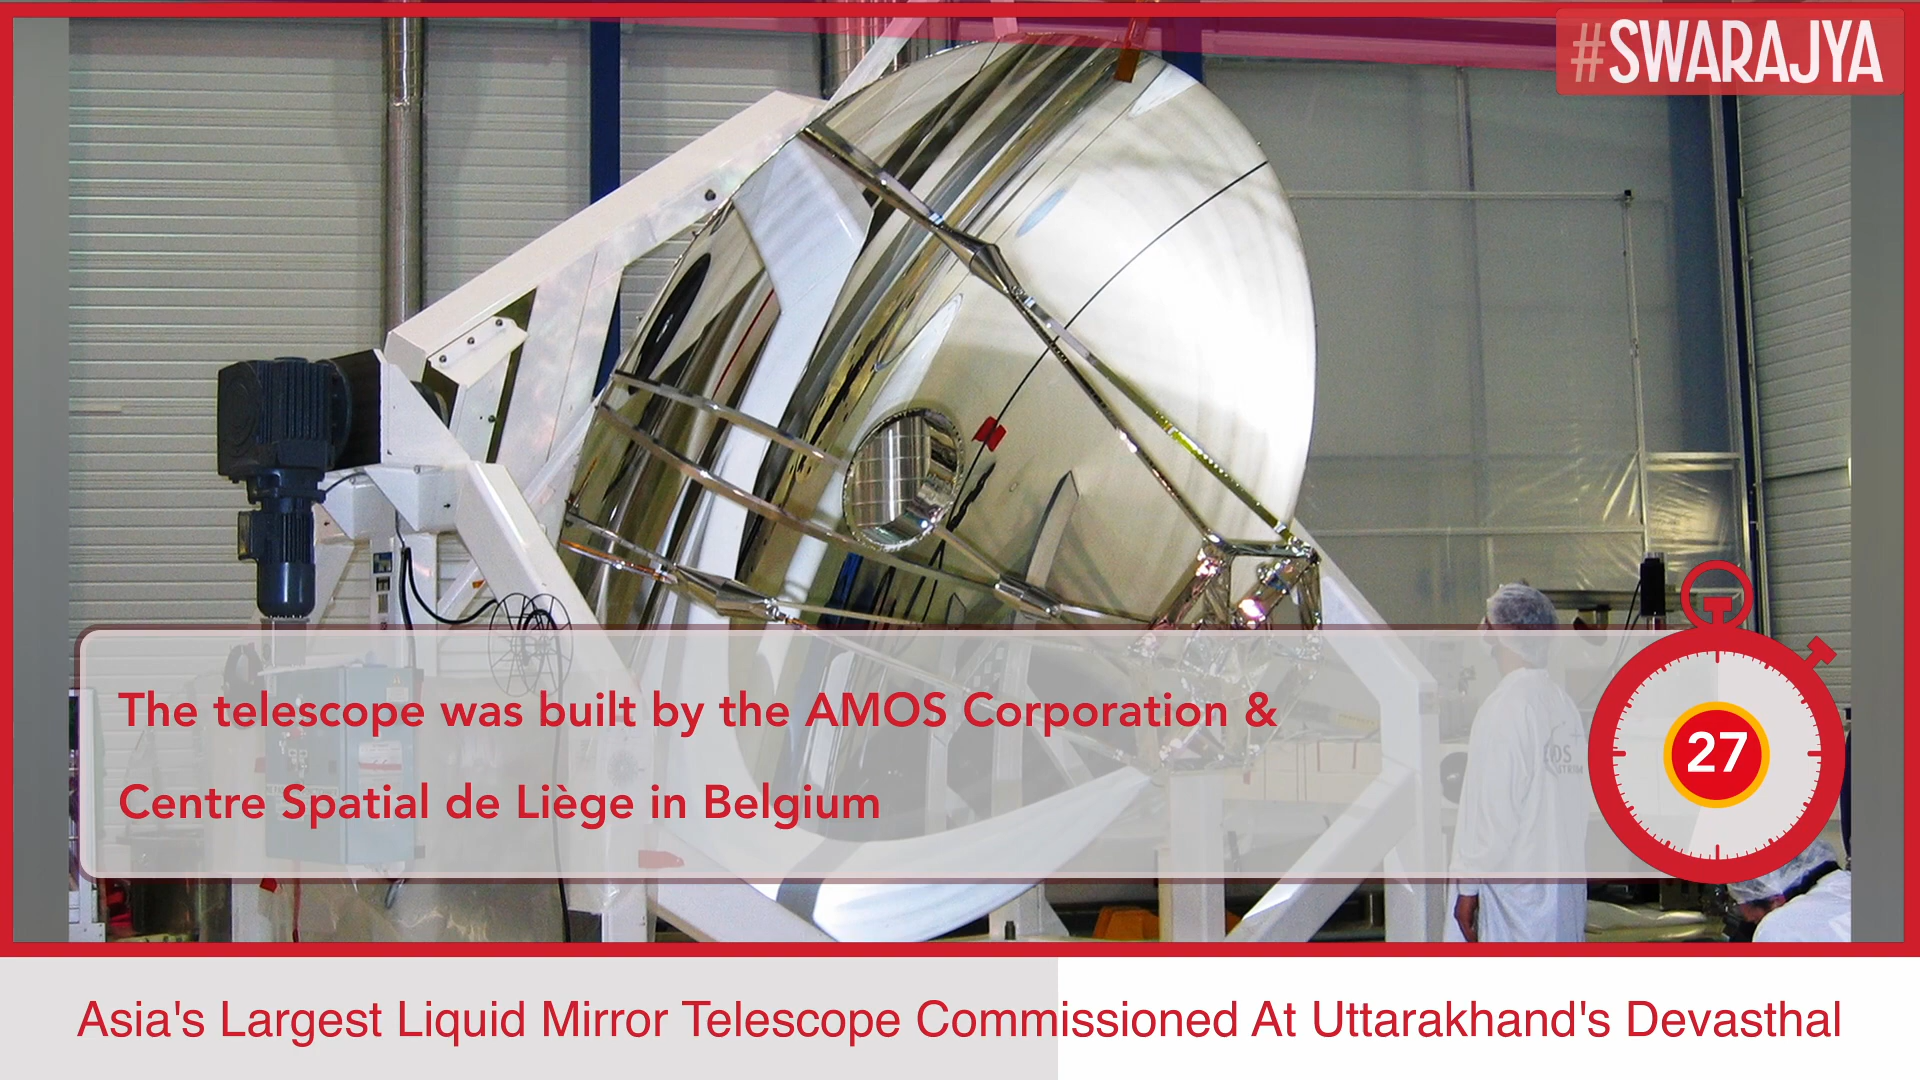 #SWARAJYA
The telescope was built by the AMOS Corporation &
Centre Spatial de Liège in Belgium
27
Asia's Largest Liquid Mirror Telescope Commissioned At Uttarakhand's Devasthal